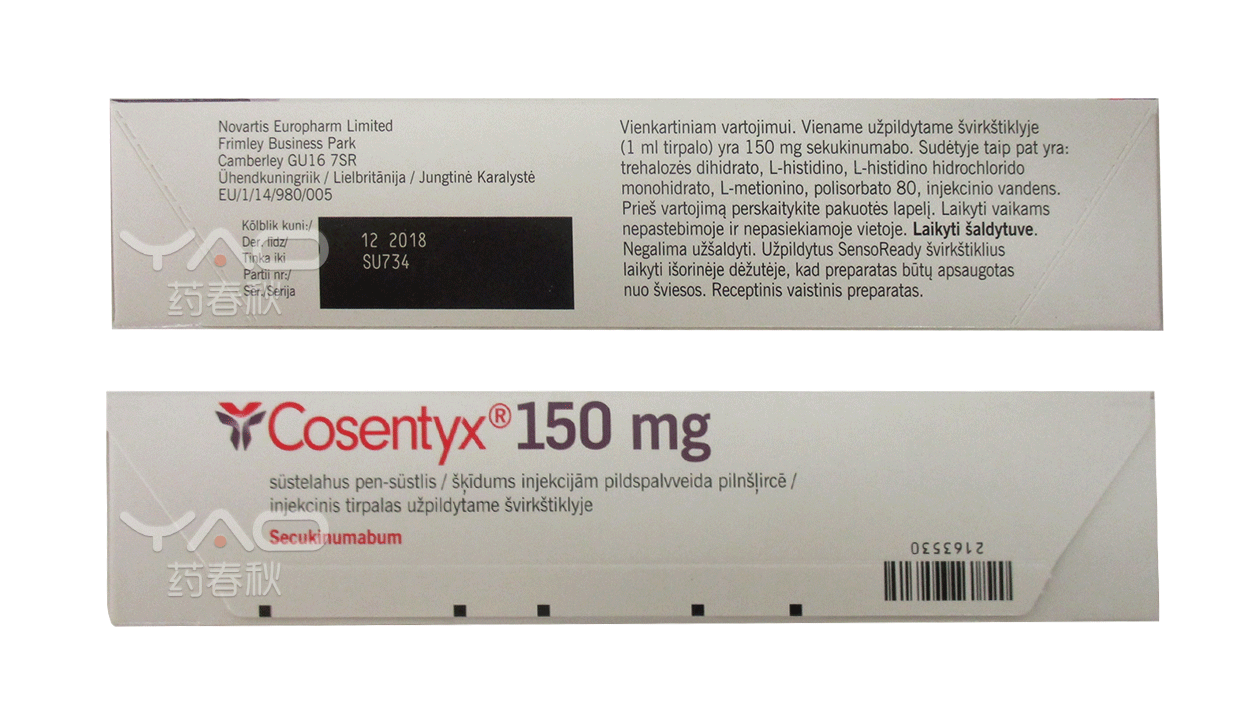 Novartis Europharm Limited
Frimley Business Park
Camberley GU16 7SR
Ühendkuningriik / Lielbritānija / Jungtinė Karalystė
EU/1/14/980/005
Kõlblik kuni:/
Der. līdz/
Tinka iki
Partii nr:/
Sēr./Serija
12 2018
SU734
YAO
药春秋
Vienkartiniam vartojimui. Viename užpildytame švirkštiklyje
(1 ml tirpalo) yra 150 mg sekukinumabo. Sudėtyje taip pat yra:
trehalozės dihidrato, L-histidino, L-histidino hidrochlorido
monohidrato, L-metionino, polisorbato 80, injekcinio vandens.
Prieš vartojimą perskaitykite pakuotės lapelį. Laikyti vaikams
nepastebimoje ir nepasiekiamoje vietoje. Laikyti šaldytuve.
Negalima užšaldyti. Užpildytus SensoReady švirkštiklius
laikyti išorinėje dėžutėje, kad preparatas būtų apsaugotas
nuo šviesos. Receptinis vaistinis preparatas.
Cosentyx® 150 mg
süstelahus pen-süstlis / šķīdums injekcijām pildspalvveida pilnšļircē /
injekcinis tirpalas užpildytame švirkštiklyje
Secukinumabum
YAO
药春秋
2163530